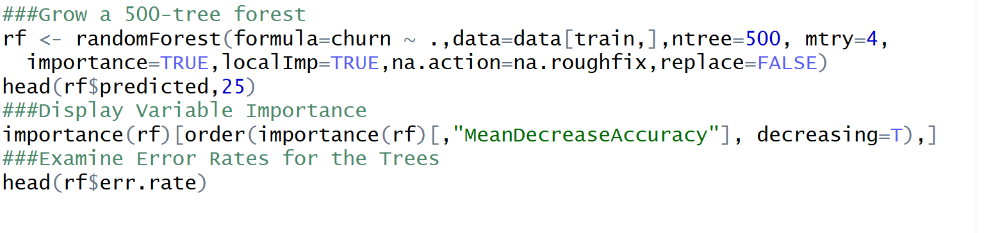 ###Grow a 500-tree forest
rf <- randomForest(formula=churn ~ .,data=data[train,],ntree=500, mtry=4,
  importance=TRUE,localImp=TRUE,na.action=na.roughfix,replace=FALSE)
head(rf$predicted,25)
###Display Variable Importance
importance(rf)[order(importance(rf)[,"MeanDecreaseAccuracy"], decreasing=T),]
###Examine Error Rates for the Trees
head(rf$err.rate)